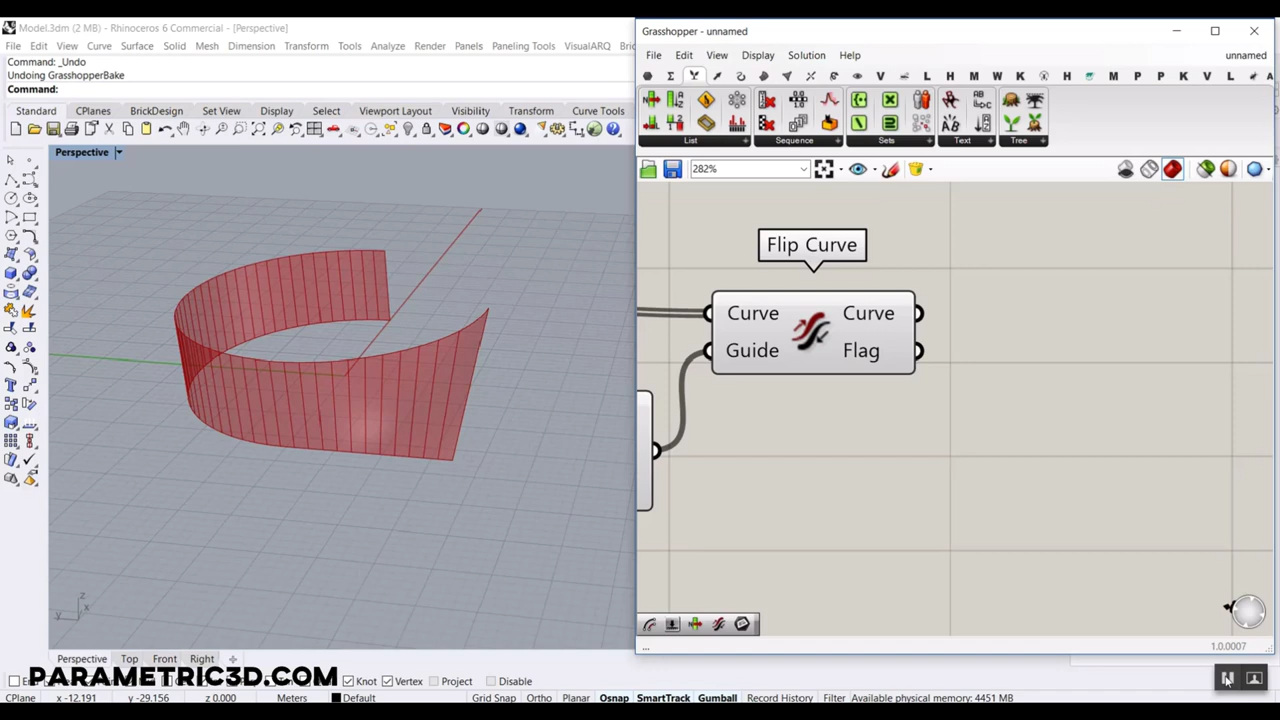 Model.3dm (2 MB) - Rhinoceros 6 Commercial - [Perspective]
File Edit View Curve Surface Solid Mesh Dimension Transform Tools Analyze Render Panels Paneling Tools VisualARQ
Command: _Undo
Undoing GrasshopperBake
Command:
Standard CPlanes BrickDesign Set View Display Select Viewport Layout Visibility Transform Curve Tools
Perspective
z
y x
Perspective Top Front Right
PARAMETRIC3D.COM
Knot Vertex Project Disable
CPlane x -12.191 y -29.156 z 0.000 Meters Default Grid Snap Ortho Planar Osnap SmartTrack Gumball Record History Filter Available physical memory: 4451 MB
Grasshopper - unnamed
File Edit View Display Solution Help unnamed
V L H M W K H M P K V L
List Sequence Sets Text Tree
282%
Flip Curve
Curve Curve
Guide Flag
...
1.0.0007